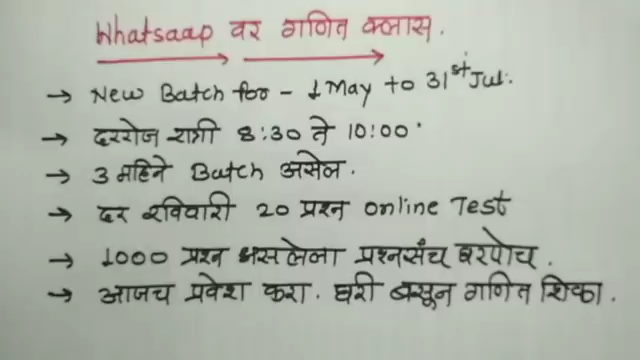 Whatsaap वर गणित क्लास.
→ New Batch for - 1 May to 31st Jul.
→ दररोज रात्री 8:30 ते 10:00
→ 3 महिने Batch असेल.
→ दर रविवारी 20 प्रश्न online Test
→ 1000 प्रश्न असलेला प्रश्नसंच घरपोच.
→ आजच प्रवेश करा. घरी बसून गणित शिका.